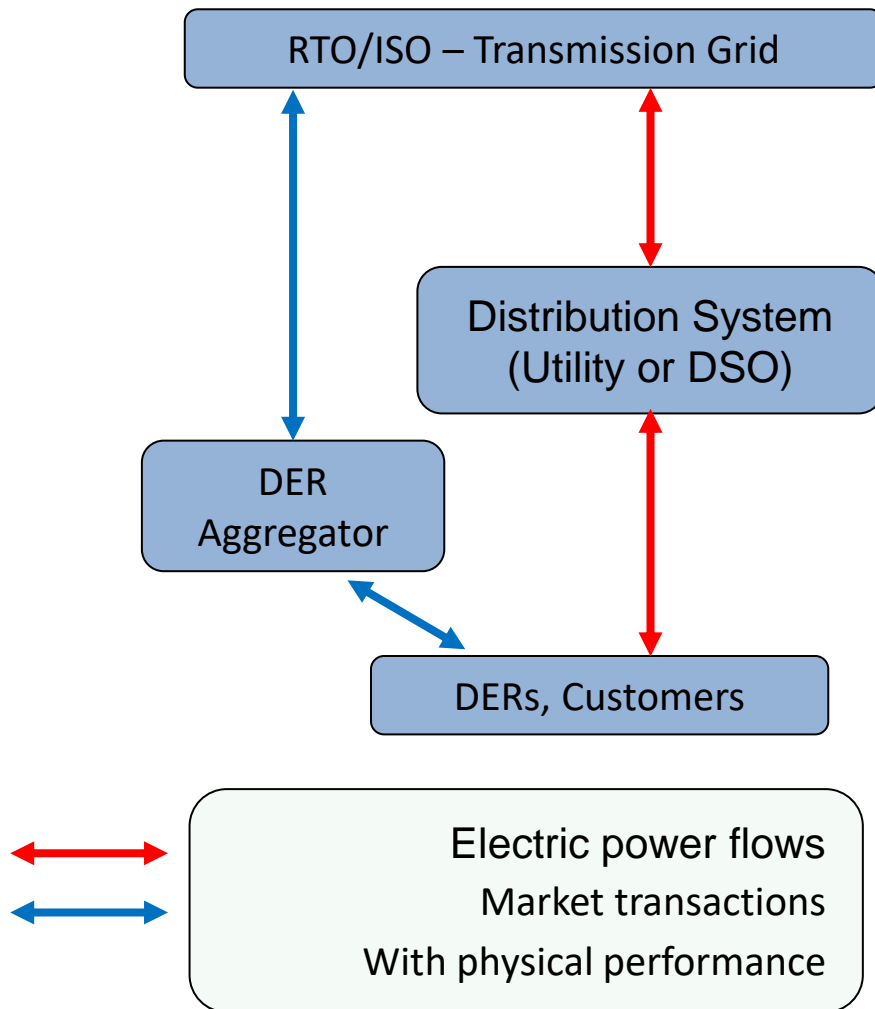 RTO/ISO – Transmission Grid
Distribution System
(Utility or DSO)
DER
Aggregator
DERs, Customers
Electric power flows
Market transactions
With physical performance